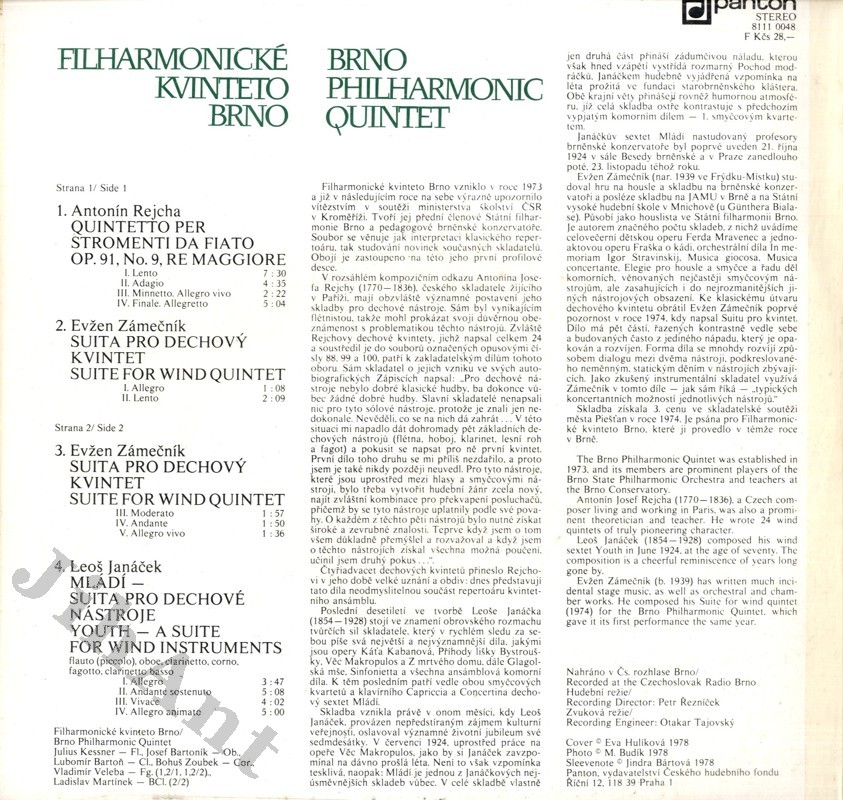 panton
STEREO
8111 0048
F Kčs 28,—
FILHARMONICKÉ
KVINTETO
BRNO
BRNO
PHILHARMONIC
QUINTET
Strana 1/ Side 1
1. Antonín Rejcha
QUINTETTO PER
STROMENTI DA FIATO
OP. 91, No. 9, RE MAGGIORE
I. Lento 7 : 30
II. Adagio 4 : 35
III. Minnetto. Allegro vivo 2 : 22
IV. Finale. Allegretto 5 : 04
2. Evžen Zámečník
SUITA PRO DECHOVÝ
KVINTET
SUITE FOR WIND QUINTET
I. Allegro 1 : 08
II. Lento 2 : 09
Strana 2/ Side 2
3. Evžen Zámečník
SUITA PRO DECHOVÝ
KVINTET
SUITE FOR WIND QUINTET
III. Moderato 1 : 57
IV. Andante 1 : 50
V. Allegro vivo 1 : 36
4. Leoš Janáček
MLÁDÍ —
SUITA PRO DECHOVÉ
NÁSTROJE
YOUTH — A SUITE
FOR WIND INSTRUMENTS
flauto (piccolo), oboe, clarinetto, corno,
fagotto, clarinetto basso
I. Allegro 3 : 47
II. Andante sostenuto 5 : 08
III. Vivace 4 : 02
IV. Allegro animato 5 : 00
Filharmonické kvinteto Brno/
Brno Philharmonic Quintet
Julius Kessner — Fl., Josef Bartoník — Ob.,
Lubomír Bartoň — Cl., Bohuš Zoubek — Cor.,
Vladimír Veleba — Fg. (1,2/1, 1,2/2),
Ladislav Martínek — BCl. (2/2)
Filharmonické kvinteto Brno vzniklo v roce 1973
a již v následujícím roce na sebe výrazně upozornilo
vítězstvím v soutěži ministerstva školství ČSR
v Kroměříži. Tvoří jej přední členové Státní filhar-
monie Brno a pedagogové brněnské konzervatoře.
Soubor se věnuje jak interpretaci klasického reper-
toáru, tak studování novinek současných skladatelů.
Obojí je zastoupeno na této jeho první profilové
desce.
V rozsáhlém kompozičním odkazu Antonína Jose-
fa Rejchy (1770—1836), českého skladatele žijícího
v Paříži, mají obzvláště významné postavení jeho
skladby pro dechové nástroje. Sám byl vynikajícím
flétnistou, takže mohl prokázat svoji důvěrnou obe-
známenost s problematikou těchto nástrojů. Zvláště
Rejchovy dechové kvintety, jichž napsal celkem 24
a soustředil je do souborů označených opusovými čí-
sly 88, 99 a 100, patří k zakladatelským dílům tohoto
oboru. Sám skladatel o jejich vzniku ve svých auto-
biografických Zápiscích napsal: „Pro dechové ná-
stroje nebylo dobré klasické hudby, ba dokonce vů-
bec žádné dobré hudby. Slavní skladatelé nenapsali
nic pro tyto sólové nástroje, protože je znali jen ne-
dokonale. Nevěděli, co se na nich dá zahrát . . . V této
situaci mi napadlo dát dohromady pět základních de-
chových nástrojů (flétna, hoboj, klarinet, lesní roh
a fagot) a pokusit se napsat pro ně první kvintet.
První dílo toho druhu se mi příliš nezdařilo, a proto
jsem je také nikdy později neuvedl. Pro tyto nástroje,
které jsou uprostřed mezi hlasy a smyčcovými ná-
stroji, bylo třeba vytvořit hudební žánr zcela nový,
najít zvláštní kombinace pro překvapení posluchačů,
přičemž by se tyto nástroje uplatnily podle své pova-
hy. O každém z těchto pěti nástrojů bylo nutné získat
široké a zevrubné znalosti. Teprve když jsem o tom
všem důkladně přemýšlel a rozvažoval a když jsem
o těchto nástrojích získal všechna možná poučení,
učinil jsem druhý pokus . . .“.
Čtyřiadvacet dechových kvintetů přineslo Rejcho-
vi v jeho době velké uznání a obdiv: dnes představují
tato díla neodmyslitelnou součást repertoáru kvintet-
ního ansámblu.
Poslední desetiletí ve tvorbě Leoše Janáčka
(1854—1928) stojí ve znamení obrovského rozmachu
tvůrčích sil skladatele, který v rychlém sledu za se-
bou píše svá největší a nejvýznamnější díla, jakými
jsou opery Káťa Kabanová, Příhody lišky Bystrouš-
ky, Věc Makropulos a Z mrtvého domu, dále Glagol-
ská mše, Sinfonietta a všechna ansámblová komorní
díla. K těm posledním patří vedle obou smyčcových
kvartetů a klavírního Capriccia a Concertina decho-
vý sextet Mládí.
Skladba vznikla právě v onom měsíci, kdy Leoš
Janáček, provázen nepředstíraným zájmem kulturní
veřejnosti, oslavoval významné životní jubileum své
sedmdesátky. V červenci 1924, uprostřed práce na
opeře Věc Makropulos, jako by si Janáček zavzpo-
mínal na dávno prošlá léta. Není to však vzpomínka
tesklivá, naopak: Mládí je jednou z Janáčkových nej-
úsměvnějších skladeb vůbec. V celé skladbě vlastně
jen druhá část přináší zádumčivou náladu, kterou
však hned vzápětí vystřídá rozmarný Pochod mod-
ráčků, Janáčkem hudebně vyjádřená vzpomínka na
léta prožitá ve fundaci starobrněnského kláštera.
Obě krajní věty přinášejí rovněž humornou atmosfé-
ru, jíž celá skladba ostře kontrastuje s předchozím
vypjatým komorním dílem — 1. smyčcovým kvarte-
tem.
Janáčkův sextet Mládí nastudovaný profesory
brněnské konzervatoře byl poprvé uveden 21. října
1924 v sále Besedy brněnské a v Praze zanedlouho
poté, 23. listopadu téhož roku.
Evžen Zámečník (nar. 1939 ve Frýdku-Místku) stu-
doval hru na housle a skladbu na brněnské konzer-
vatoři a posléze skladbu na JAMU v Brně a na Státní
vysoké hudební škole v Mnichově (u Günthera Biala-
se). Působí jako houslista ve Státní filharmonii Brno.
Je autorem značného počtu skladeb, z nichž uvádíme
celovečerní dětskou operu Ferda Mravenec a jedno-
aktovou operu Fraška o kádi, orchestrální díla In me-
moriam Igor Stravinskij, Musica giocosa, Musica
concertante, Elegie pro housle a smyčce a řadu děl
komorních, věnovaných nejčastěji smyčcovým ná-
strojům, ale zasahujících i do nejrozmanitějších ji-
ných nástrojových obsazení. Ke klasickému útvaru
dechového kvintetu obrátil Evžen Zámečník poprvé
pozornost v roce 1974, kdy napsal Suitu pro kvintet.
Dílo má pět částí, řazených kontrastně vedle sebe
a budovaných často z jediného nápadu, který je opa-
kován a rozvíjen. Forma díla se mnohdy rozvíjí způ-
sobem dialogu mezi dvěma nástroji, podkreslované-
ho neměnným, statickým děním v nástrojích zbývají-
cích. Jako zkušený instrumentální skladatel využívá
Zámečník v tomto díle — jak sám říká — „typických
koncertantních možností jednotlivých nástrojů.“
Skladba získala 3. cenu ve skladatelské soutěži
města Piešťan v roce 1974. Je psána pro Filharmonic-
ké kvinteto Brno, které ji provedlo v témže roce
v Brně.
The Brno Philharmonic Quintet was established in
1973, and its members are prominent players of the
Brno State Philharmonic Orchestra and teachers at
the Brno Conservatory.
Antonín Josef Rejcha (1770—1836), a Czech com-
poser living and working in Paris, was also a promi-
nent theoretician and teacher. He wrote 24 wind
quintets of truly pioneering character.
Leoš Janáček (1854—1928) composed his wind
sextet Youth in June 1924, at the age of seventy. The
composition is a cheerful reminiscence of years long
gone by.
Evžen Zámečník (b. 1939) has written much inci-
dental stage music, as well as orchestral and cham-
ber works. He composed his Suite for wind quintet
(1974) for the Brno Philharmonic Quintet, which
gave it its first performance the same year.
Nahráno v Čs. rozhlase Brno/
Recorded at the Czechoslovak Radio Brno
Hudební režie/
Recording Director: Petr Řezníček
Zvuková režie/
Recording Engineer: Otakar Tajovský
Cover © Eva Hulíková 1978
Photo © M. Budík 1978
Sleevenote © Jindra Bártová 1978
Panton, vydavatelství Českého hudebního fondu
Říční 12, 118 39 Praha 1